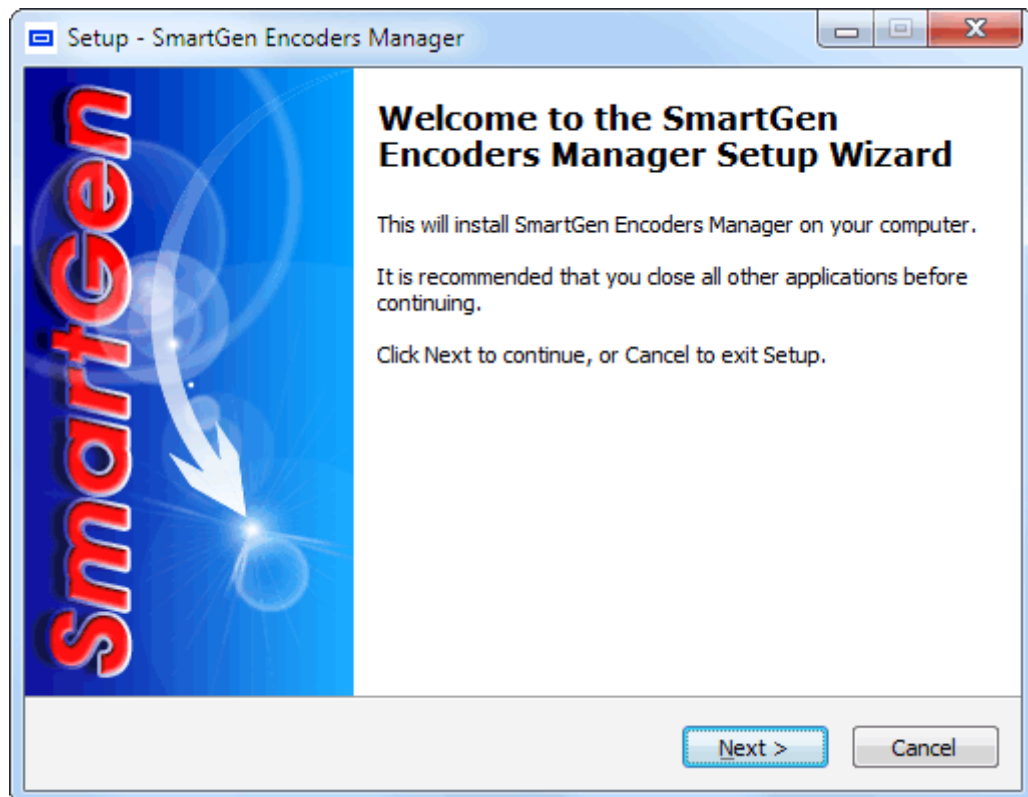 Setup - SmartGen Encoders Manager
SmartGen
Welcome to the SmartGen
Encoders Manager Setup Wizard
This will install SmartGen Encoders Manager on your computer.
It is recommended that you close all other applications before
continuing.
Click Next to continue, or Cancel to exit Setup.
Next >
Cancel